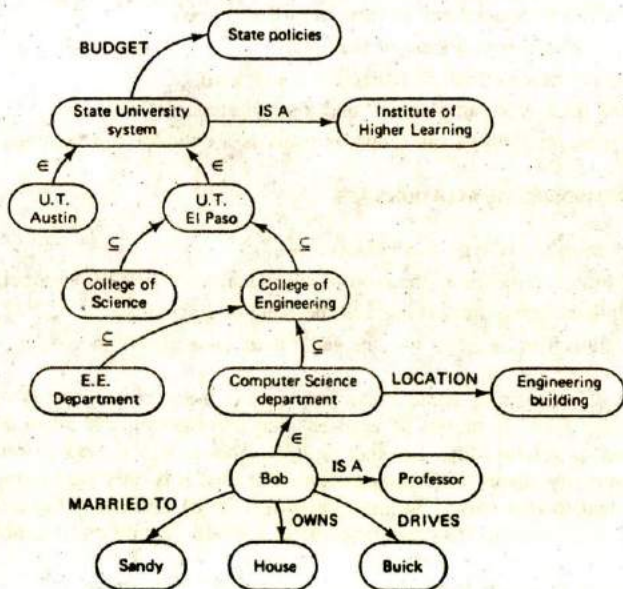 BUDGET
State policies
State University
system
IS A
Institute of
Higher Learning
∈
∈
U.T.
Austin
U.T.
El Paso
⊆
⊆
College of
Science
College of
Engineering
⊆
⊆
E.E.
Department
Computer Science
department
LOCATION
Engineering
building
∈
Bob
IS A
Professor
MARRIED TO
OWNS
DRIVES
Sandy
House
Buick